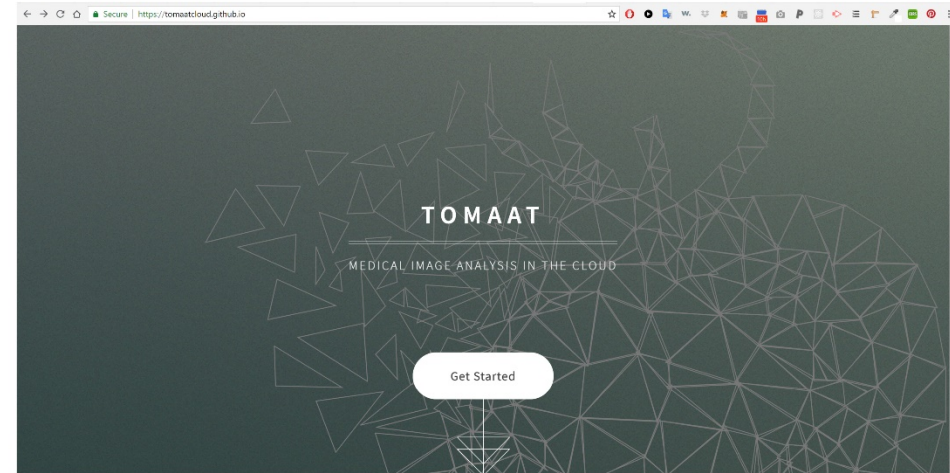 Secure | https://tomaatcloud.github.io
TOMAAT
MEDICAL IMAGE ANALYSIS IN THE CLOUD
Get Started